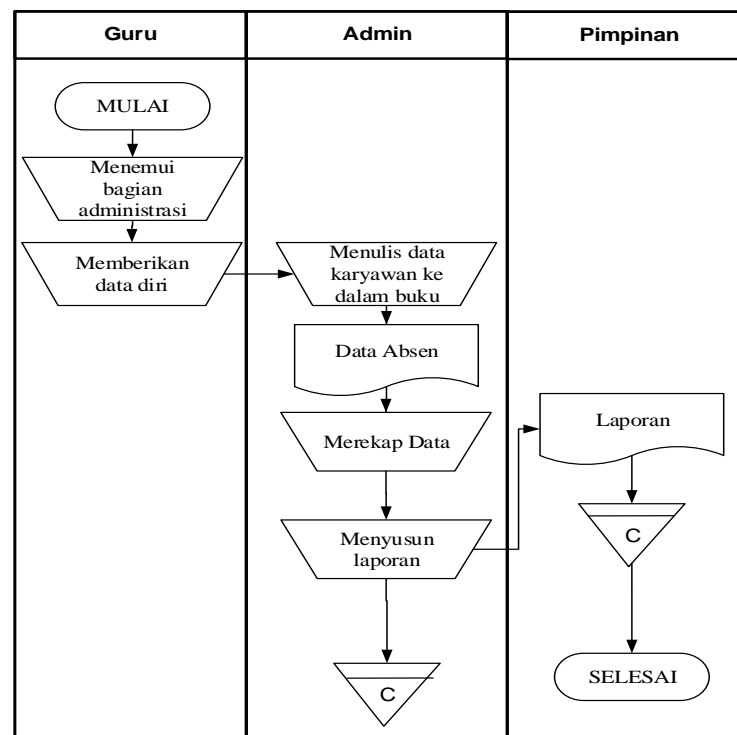 Guru
Admin
Pimpinan
MULAI
Menemui
bagian
administrasi
Memberikan
data diri
Menulis data
karyawan ke
dalam buku
Data Absen
Merekap Data
Menyusun
laporan
C
Laporan
C
SELESAI